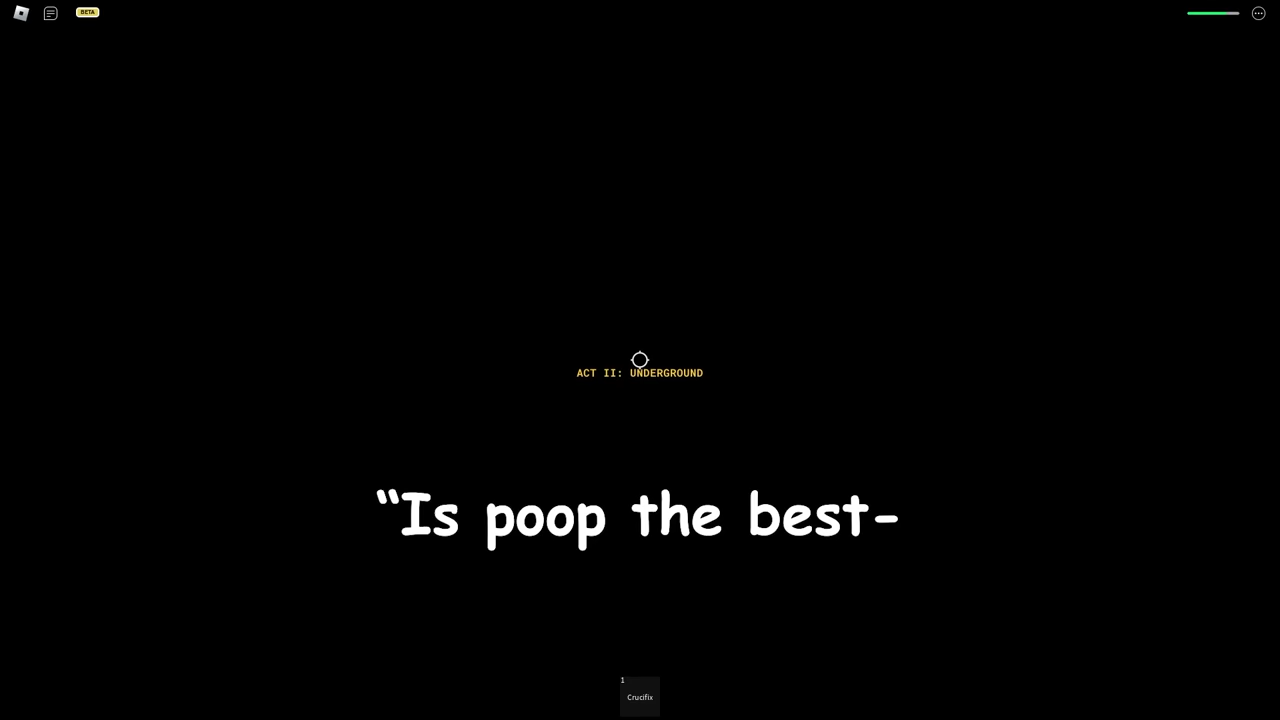 BETA
ACT II: UNDERGROUND
“Is poop the best-
1
Crucifix